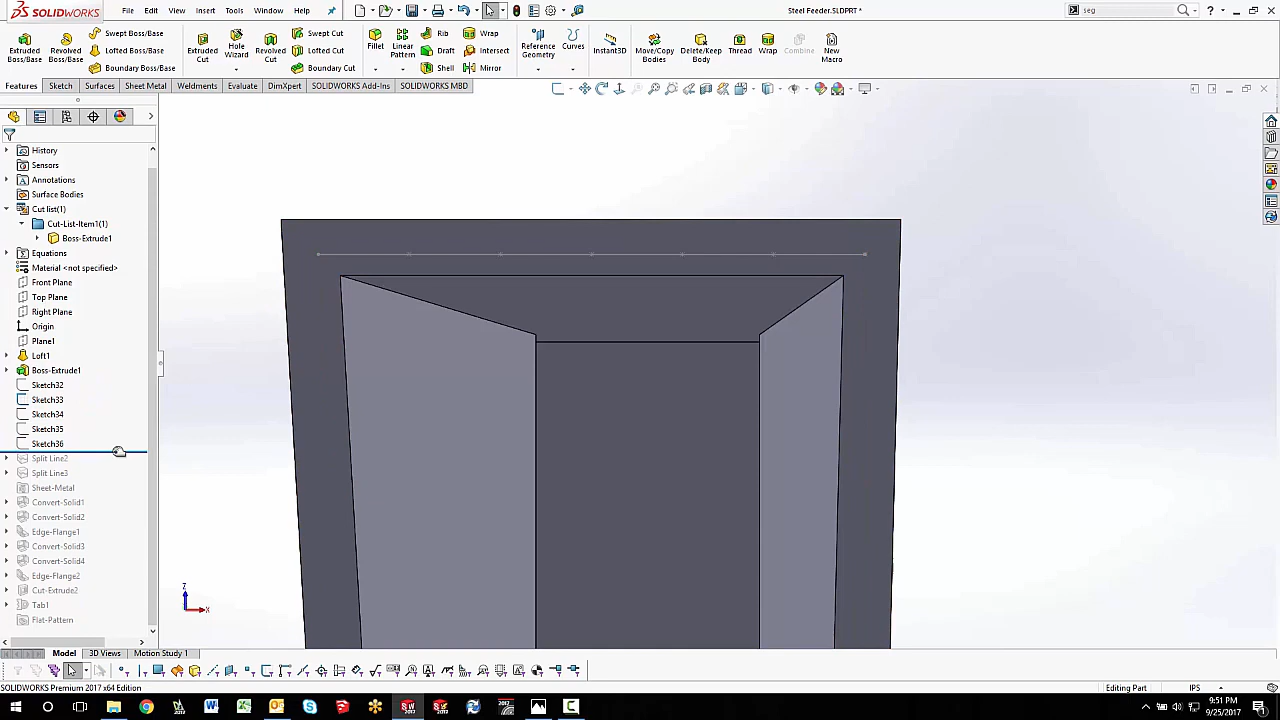 SOLIDWORKS File Edit View Insert Tools Window Help Steel Feeder.SLDPRT * seg
Extruded Boss/Base Revolved Boss/Base Swept Boss/Base Lofted Boss/Base Boundary Boss/Base Extruded Cut Hole Wizard Revolved Cut Swept Cut Lofted Cut Boundary Cut Fillet Linear Pattern Rib Draft Shell Wrap Intersect Mirror Reference Geometry Curves Instant3D Move/Copy Bodies Delete/Keep Body Thread Wrap Combine New Macro
Features Sketch Surfaces Sheet Metal Weldments Evaluate DimXpert SOLIDWORKS Add-Ins SOLIDWORKS MBD
History
Sensors
Annotations
Surface Bodies
Cut list(1)
Cut-List-Item1(1)
Boss-Extrude1
Equations
Material <not specified>
Front Plane
Top Plane
Right Plane
Origin
Plane1
Loft1
Boss-Extrude1
Sketch32
Sketch33
Sketch34
Sketch35
Sketch36
Split Line2
Split Line3
Sheet-Metal
Convert-Solid1
Convert-Solid2
Edge-Flange1
Convert-Solid3
Convert-Solid4
Edge-Flange2
Cut-Extrude2
Tab1
Flat-Pattern
Z
X
Model 3D Views Motion Study 1
SOLIDWORKS Premium 2017 x64 Edition Editing Part IPS
9:51 PM
9/25/2017